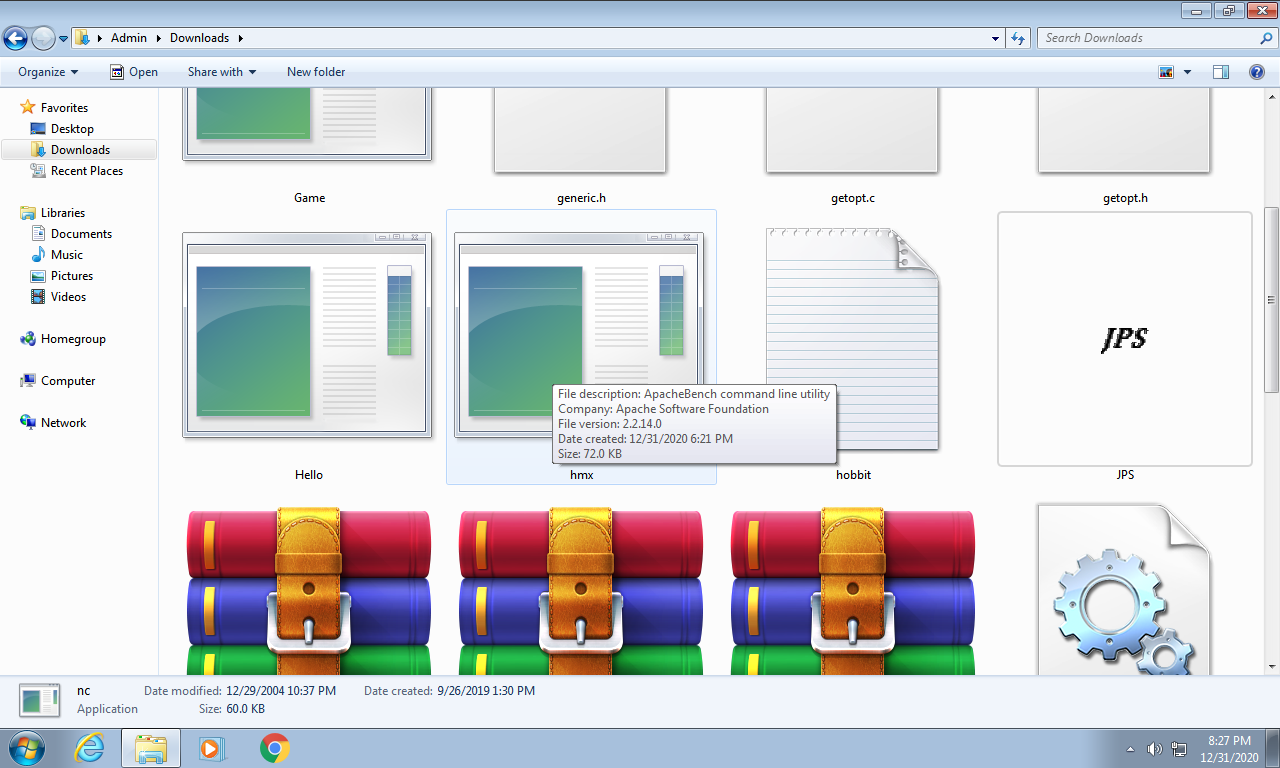 Admin
Downloads
Search Downloads
Organize
Open
Share with
New folder
Favorites
Desktop
Downloads
Recent Places
Libraries
Documents
Music
Pictures
Videos
Homegroup
Computer
Network
Game
generic.h
getopt.c
getopt.h
JPS
File description: ApacheBench command line utility
Company: Apache Software Foundation
File version: 2.2.14.0
Date created: 12/31/2020 6:21 PM
Size: 72.0 KB
Hello
hmx
hobbit
JPS
nc
Date modified: 12/29/2004 10:37 PM
Date created: 9/26/2019 1:30 PM
Application
Size: 60.0 KB
8:27 PM
12/31/2020